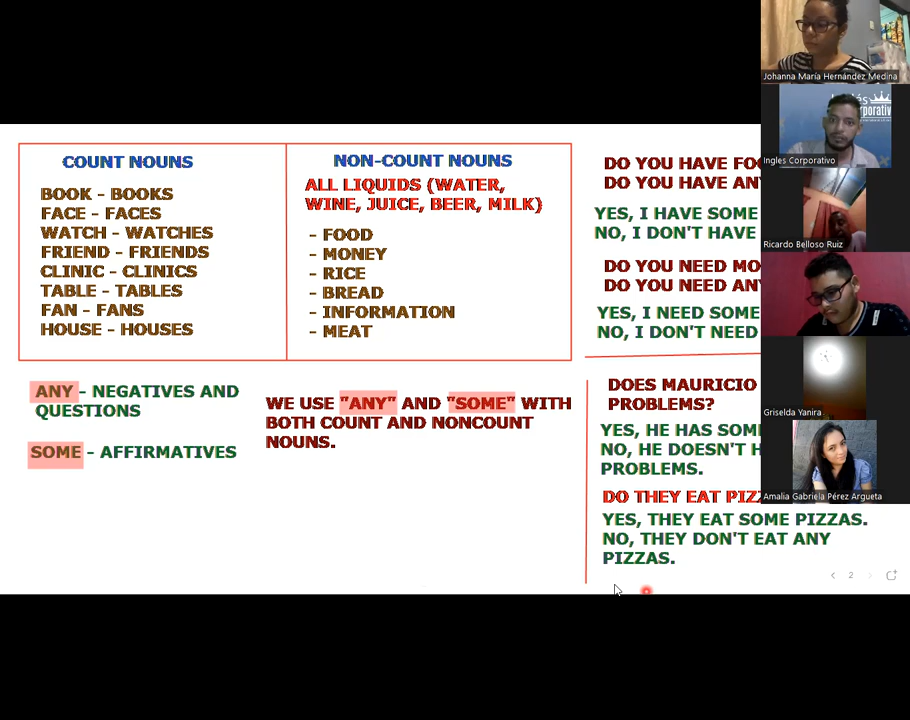 COUNT NOUNS
BOOK - BOOKS
FACE - FACES
WATCH - WATCHES
FRIEND - FRIENDS
CLINIC - CLINICS
TABLE - TABLES
FAN - FANS
HOUSE - HOUSES
NON-COUNT NOUNS
ALL LIQUIDS (WATER,
WINE, JUICE, BEER, MILK)
- FOOD
- MONEY
- RICE
- BREAD
- INFORMATION
- MEAT
ANY - NEGATIVES AND
QUESTIONS
SOME - AFFIRMATIVES
WE USE "ANY" AND "SOME" WITH
BOTH COUNT AND NONCOUNT
NOUNS.
DO YOU HAVE
DO YOU HAVE
YES, I HAVE SOME
NO, I DON'T HAVE
DO YOU NEED
DO YOU NEED
YES, I NEED SOME
NO, I DON'T NEED
DOES MAURICIO
PROBLEMS?
YES, HE HAS
NO, HE DOESN'T
PROBLEMS.
DO THEY EAT
YES, THEY EAT SOME PIZZAS.
NO, THEY DON'T EAT ANY
PIZZAS.
2
Johanna María Hernández Medina
Ingles Corporativo
Ricardo Belloso Ruiz
Griselda Yanira
Amalia Gabriela Pérez Argueta